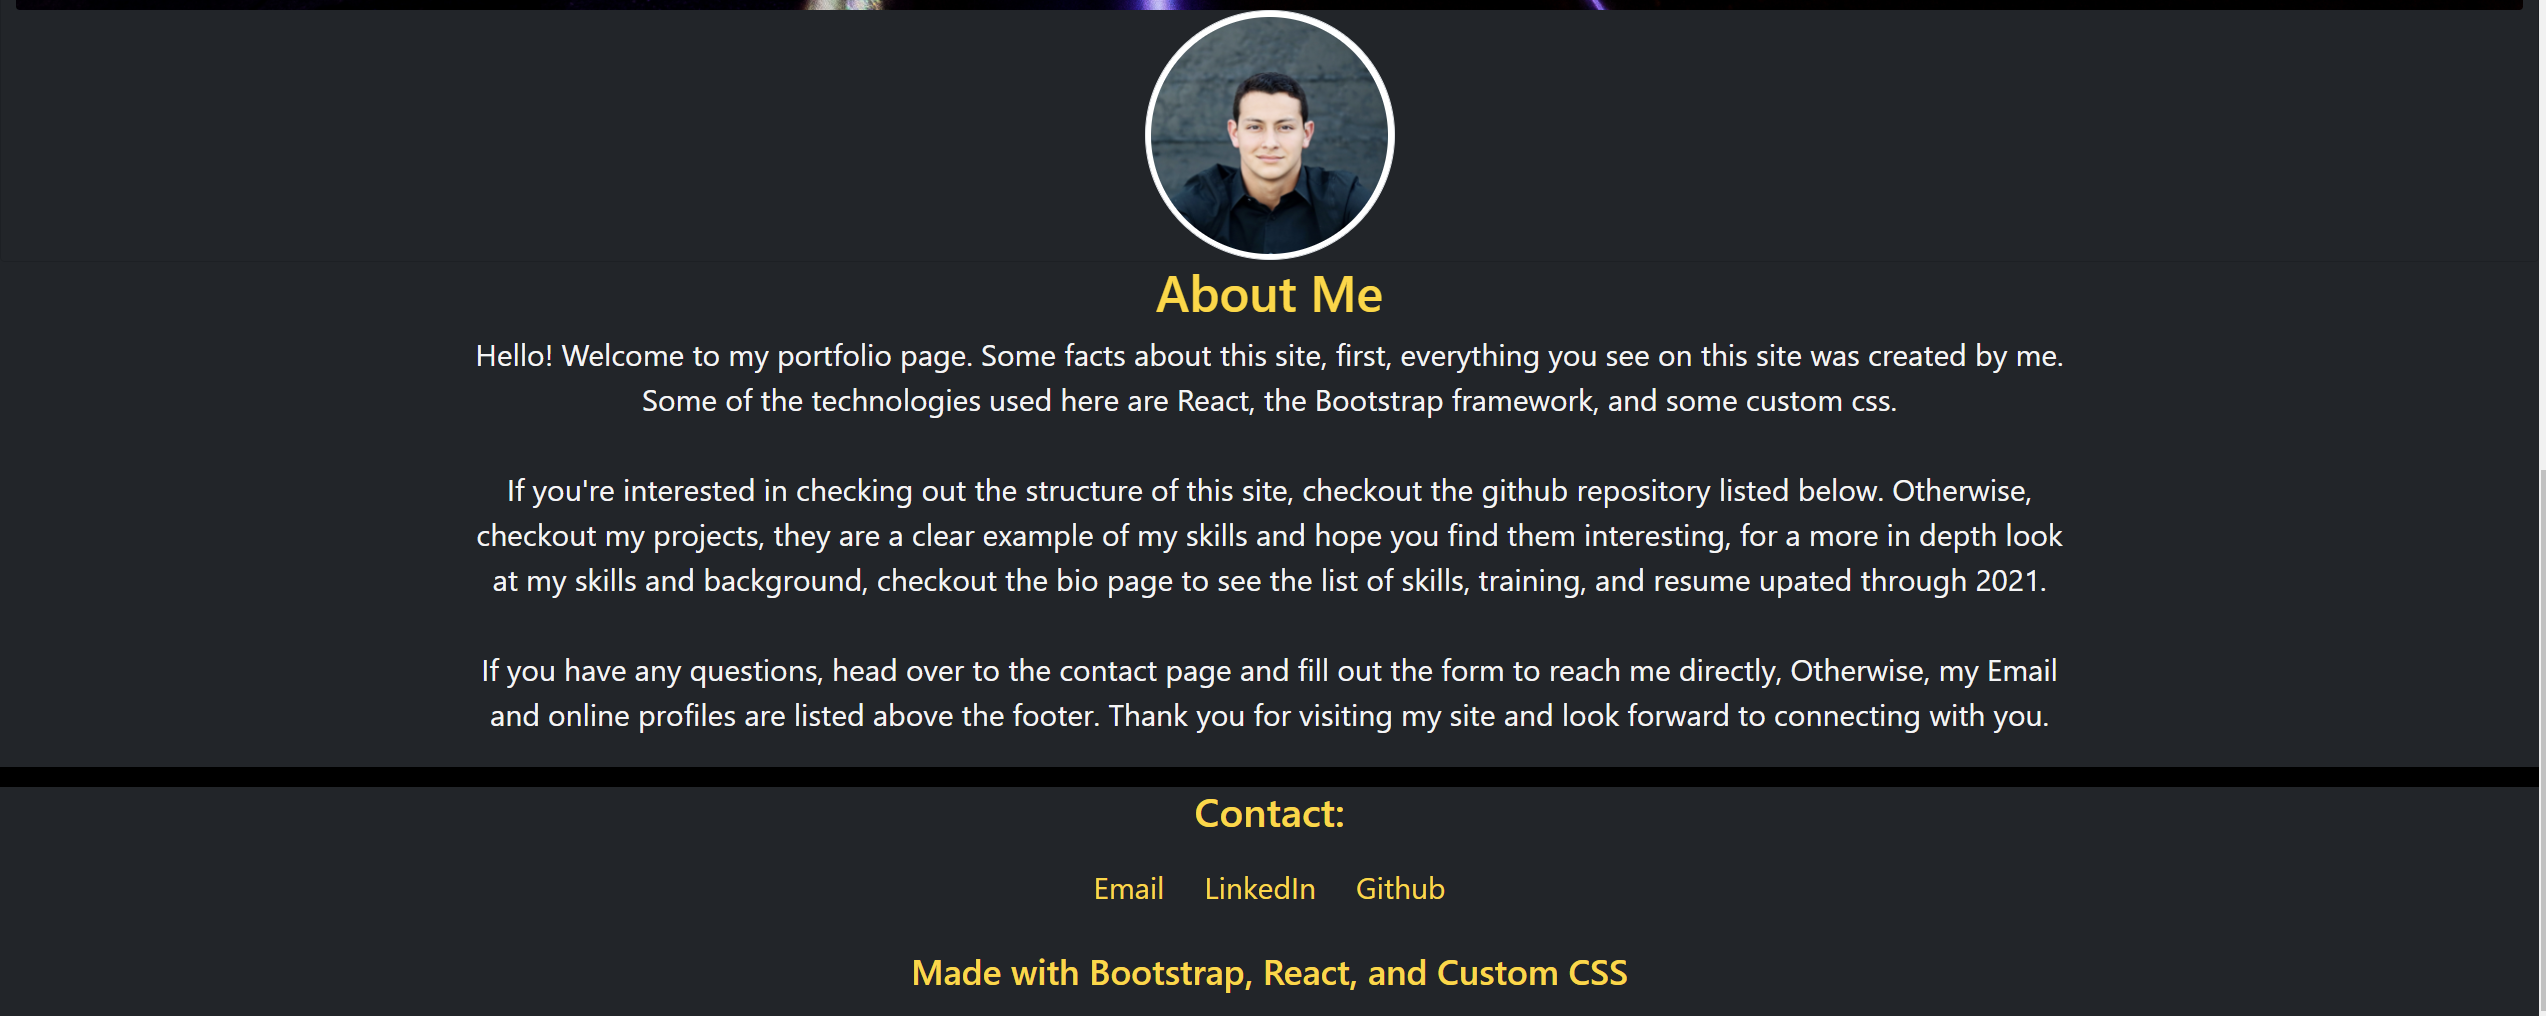 About Me
Hello! Welcome to my portfolio page. Some facts about this site, first, everything you see on this site was created by me.
Some of the technologies used here are React, the Bootstrap framework, and some custom css.
If you're interested in checking out the structure of this site, checkout the github repository listed below. Otherwise,
checkout my projects, they are a clear example of my skills and hope you find them interesting, for a more in depth look
at my skills and background, checkout the bio page to see the list of skills, training, and resume upated through 2021.
If you have any questions, head over to the contact page and fill out the form to reach me directly, Otherwise, my Email
and online profiles are listed above the footer. Thank you for visiting my site and look forward to connecting with you.
Contact:
Email LinkedIn Github
Made with Bootstrap, React, and Custom CSS